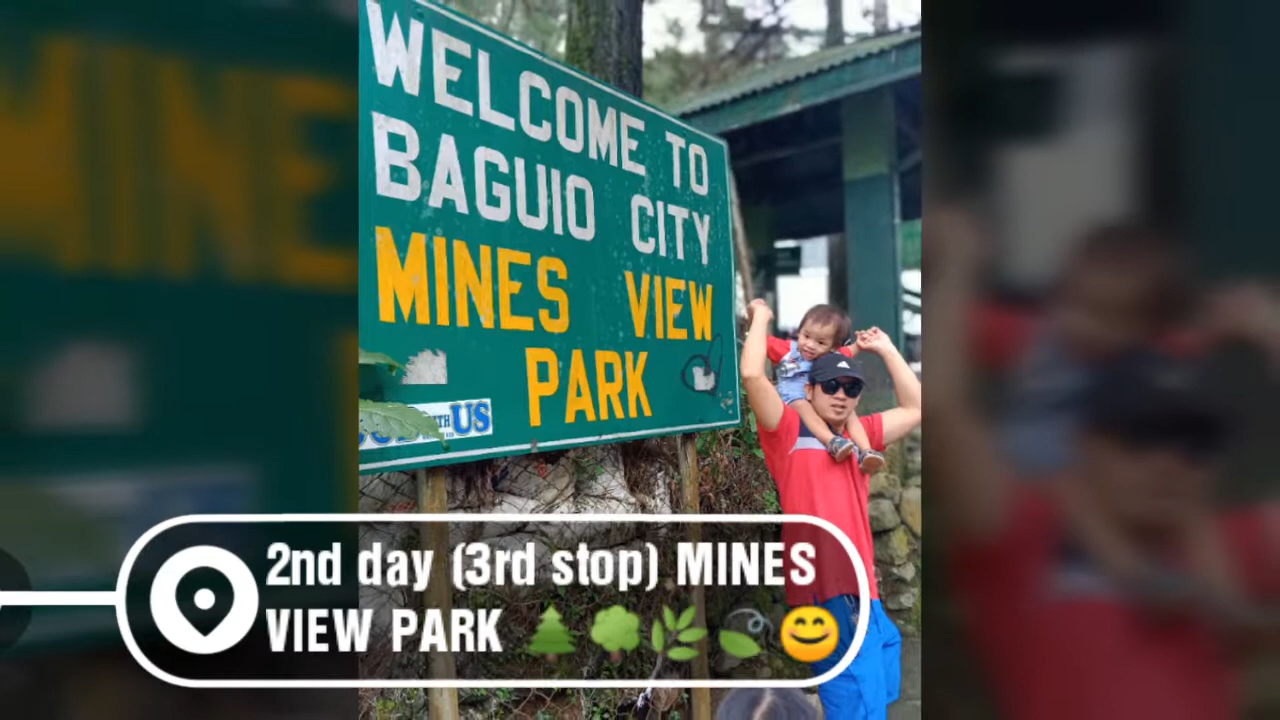 WELCOME TO
BAGUIO CITY
MINES VIEW
PARK
US
2nd day (3rd stop) MINES
VIEW PARK 🌲🌳🌿🍃😊